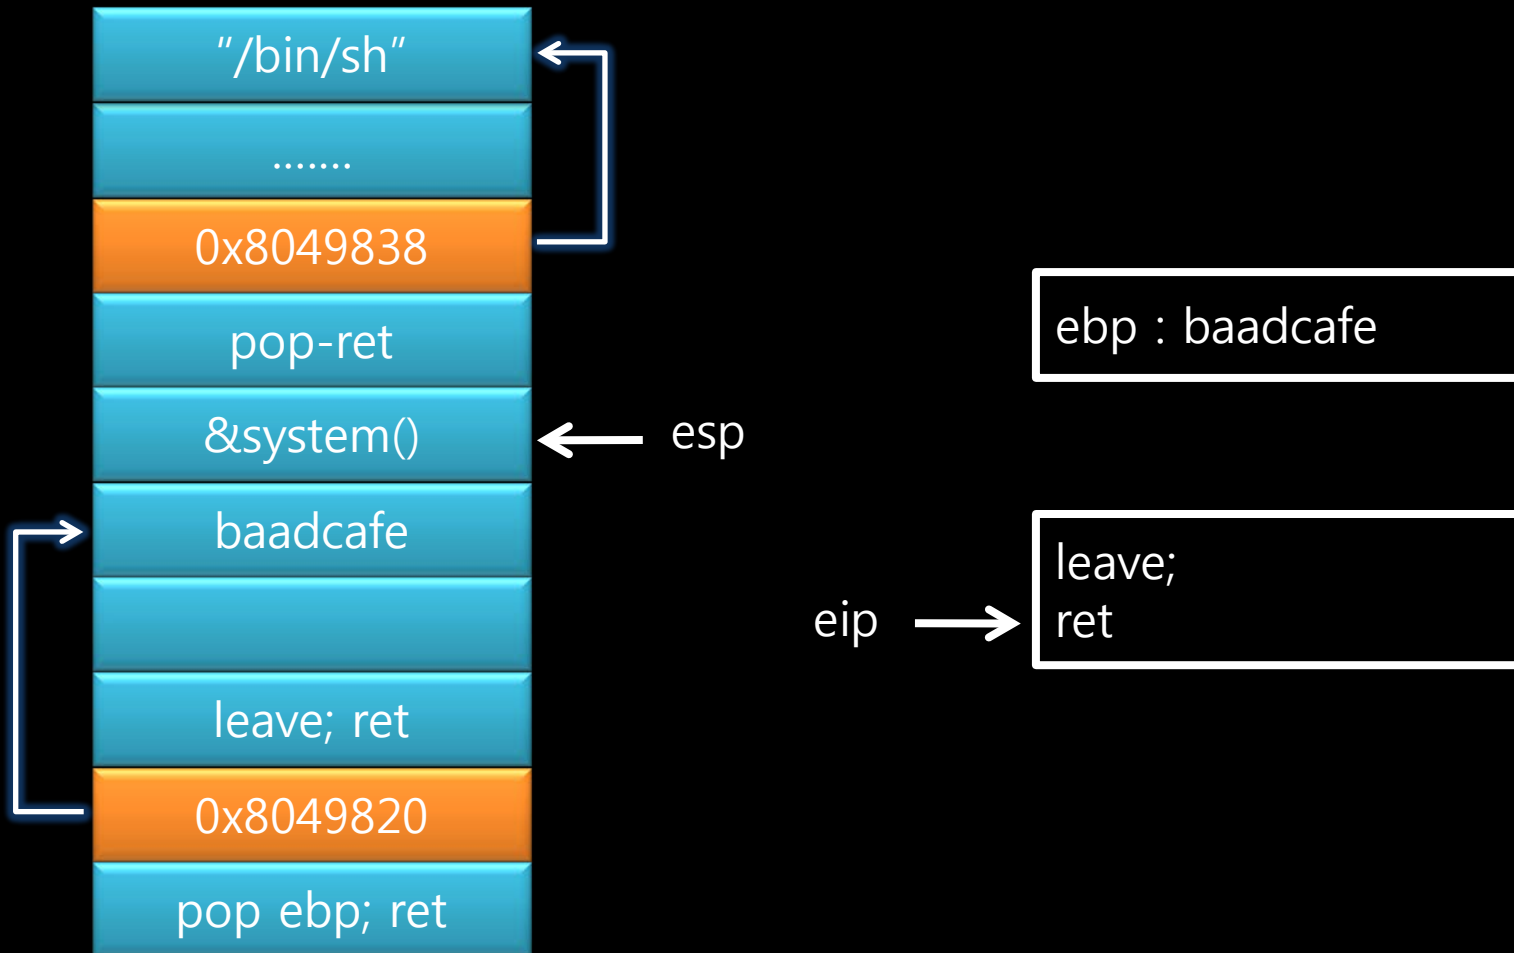 “/bin/sh”
.......
0x8049838
pop-ret
&system()
baadcafe
leave; ret
0x8049820
pop ebp; ret
esp
ebp : baadcafe
eip
leave;
ret